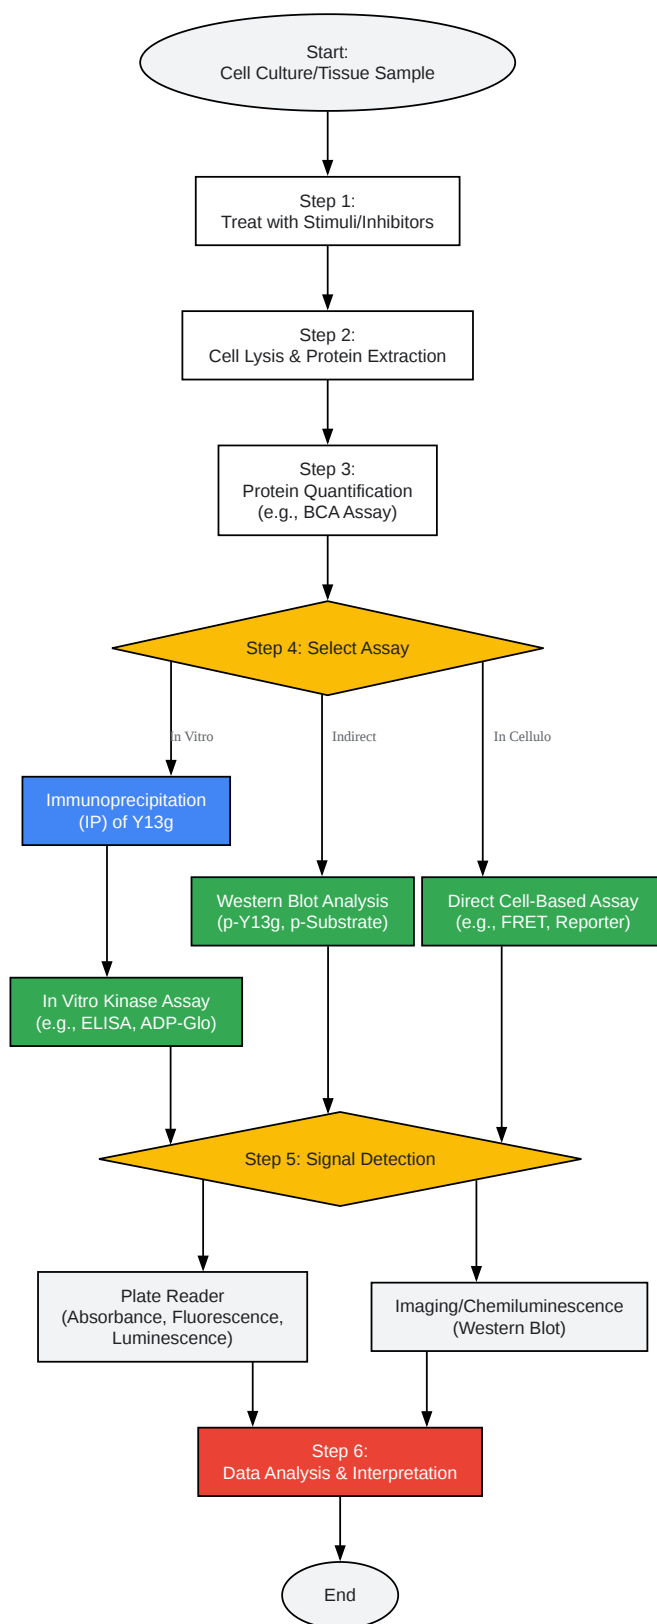 Start:
Cell Culture/Tissue Sample
Step 1:
Treat with Stimuli/Inhibitors
Step 2:
Cell Lysis & Protein Extraction
Step 3:
Protein Quantification
(e.g., BCA Assay)
Step 4: Select Assay
In Vitro
Indirect
In Cellulo
Immunoprecipitation
(IP) of Y13g
Western Blot Analysis
(p-Y13g, p-Substrate)
Direct Cell-Based Assay
(e.g., FRET, Reporter)
In Vitro Kinase Assay
(e.g., ELISA, ADP-Glo)
Step 5: Signal Detection
Plate Reader
(Absorbance, Fluorescence,
Luminescence)
Imaging/Chemiluminescence
(Western Blot)
Step 6:
Data Analysis & Interpretation
End